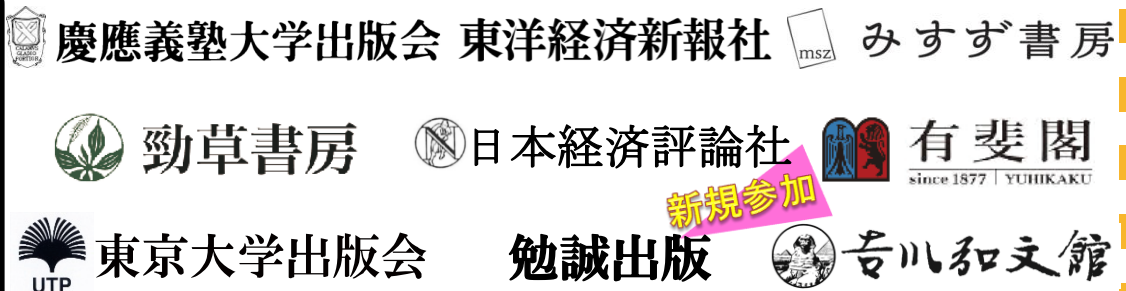 慶應義塾大学出版会 東洋経済新報社 msz みすず書房
勁草書房 日本経済評論社 有斐閣
since 1877 YUHIKAKU
新規参加
UTP 東京大学出版会 勉誠出版 吉川弘文館